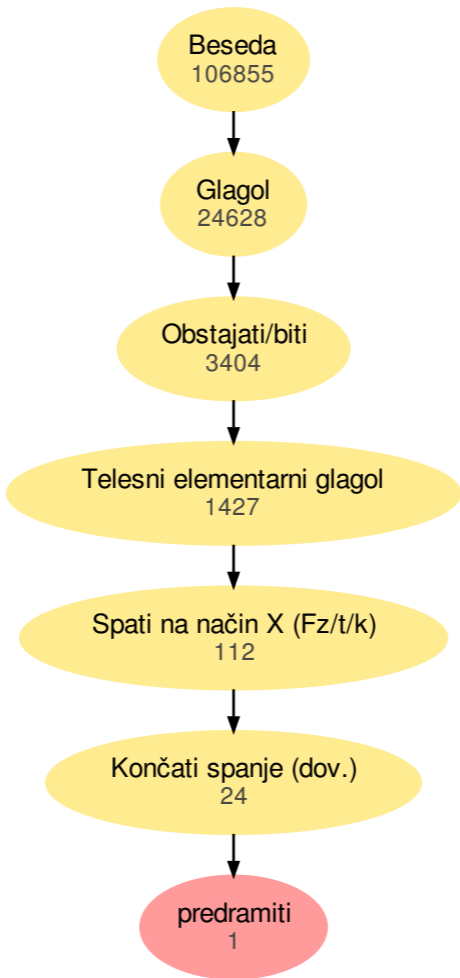 Beseda
106855
Glagol
24628
Obstajati/biti
3404
Telesni elementarni glagol
1427
Spati na način X (Fz/t/k)
112
Končati spanje (dov.)
24
predramiti
1